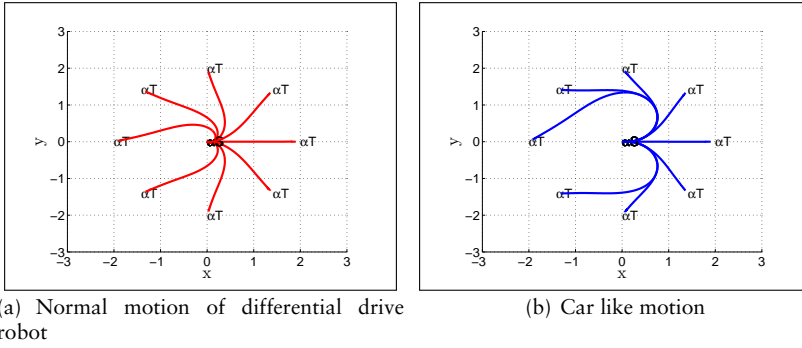 3
2
αT
αT
αT
1
y
0
αT
αT
−1
αT
αT
−2
αT
−3
−3
−2
−1
0
1
2
3
x
3
2
αT
αT
αT
1
y
0
αT
αT
−1
αT
αT
−2
αT
−3
−3
−2
−1
0
1
2
3
x
(a) Normal motion of differential drive
robot
(b) Car like motion